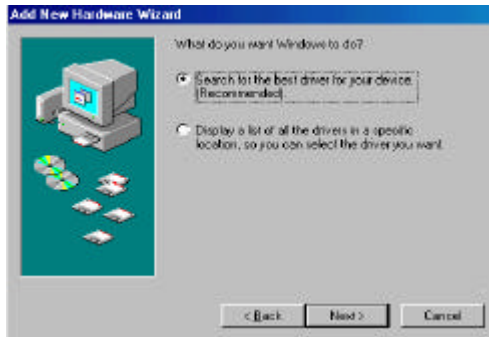 Add New Hardware Wizard
What do you want Windows to do?
Search for the best driver for your device.
(Recommended).
Display a list of all the drivers in a specific
location, so you can select the driver you want.
< Back
Next >
Cancel